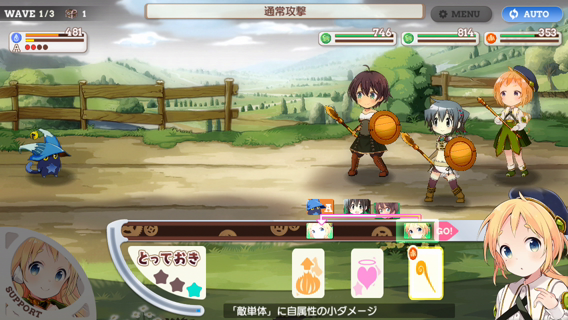 WAVE 1/3 1
通常攻撃
MENU
AUTO
481
A
746
814
353
A
GO!
とっておき
SUPPORT
「敵単体」に自属性の小ダメージ